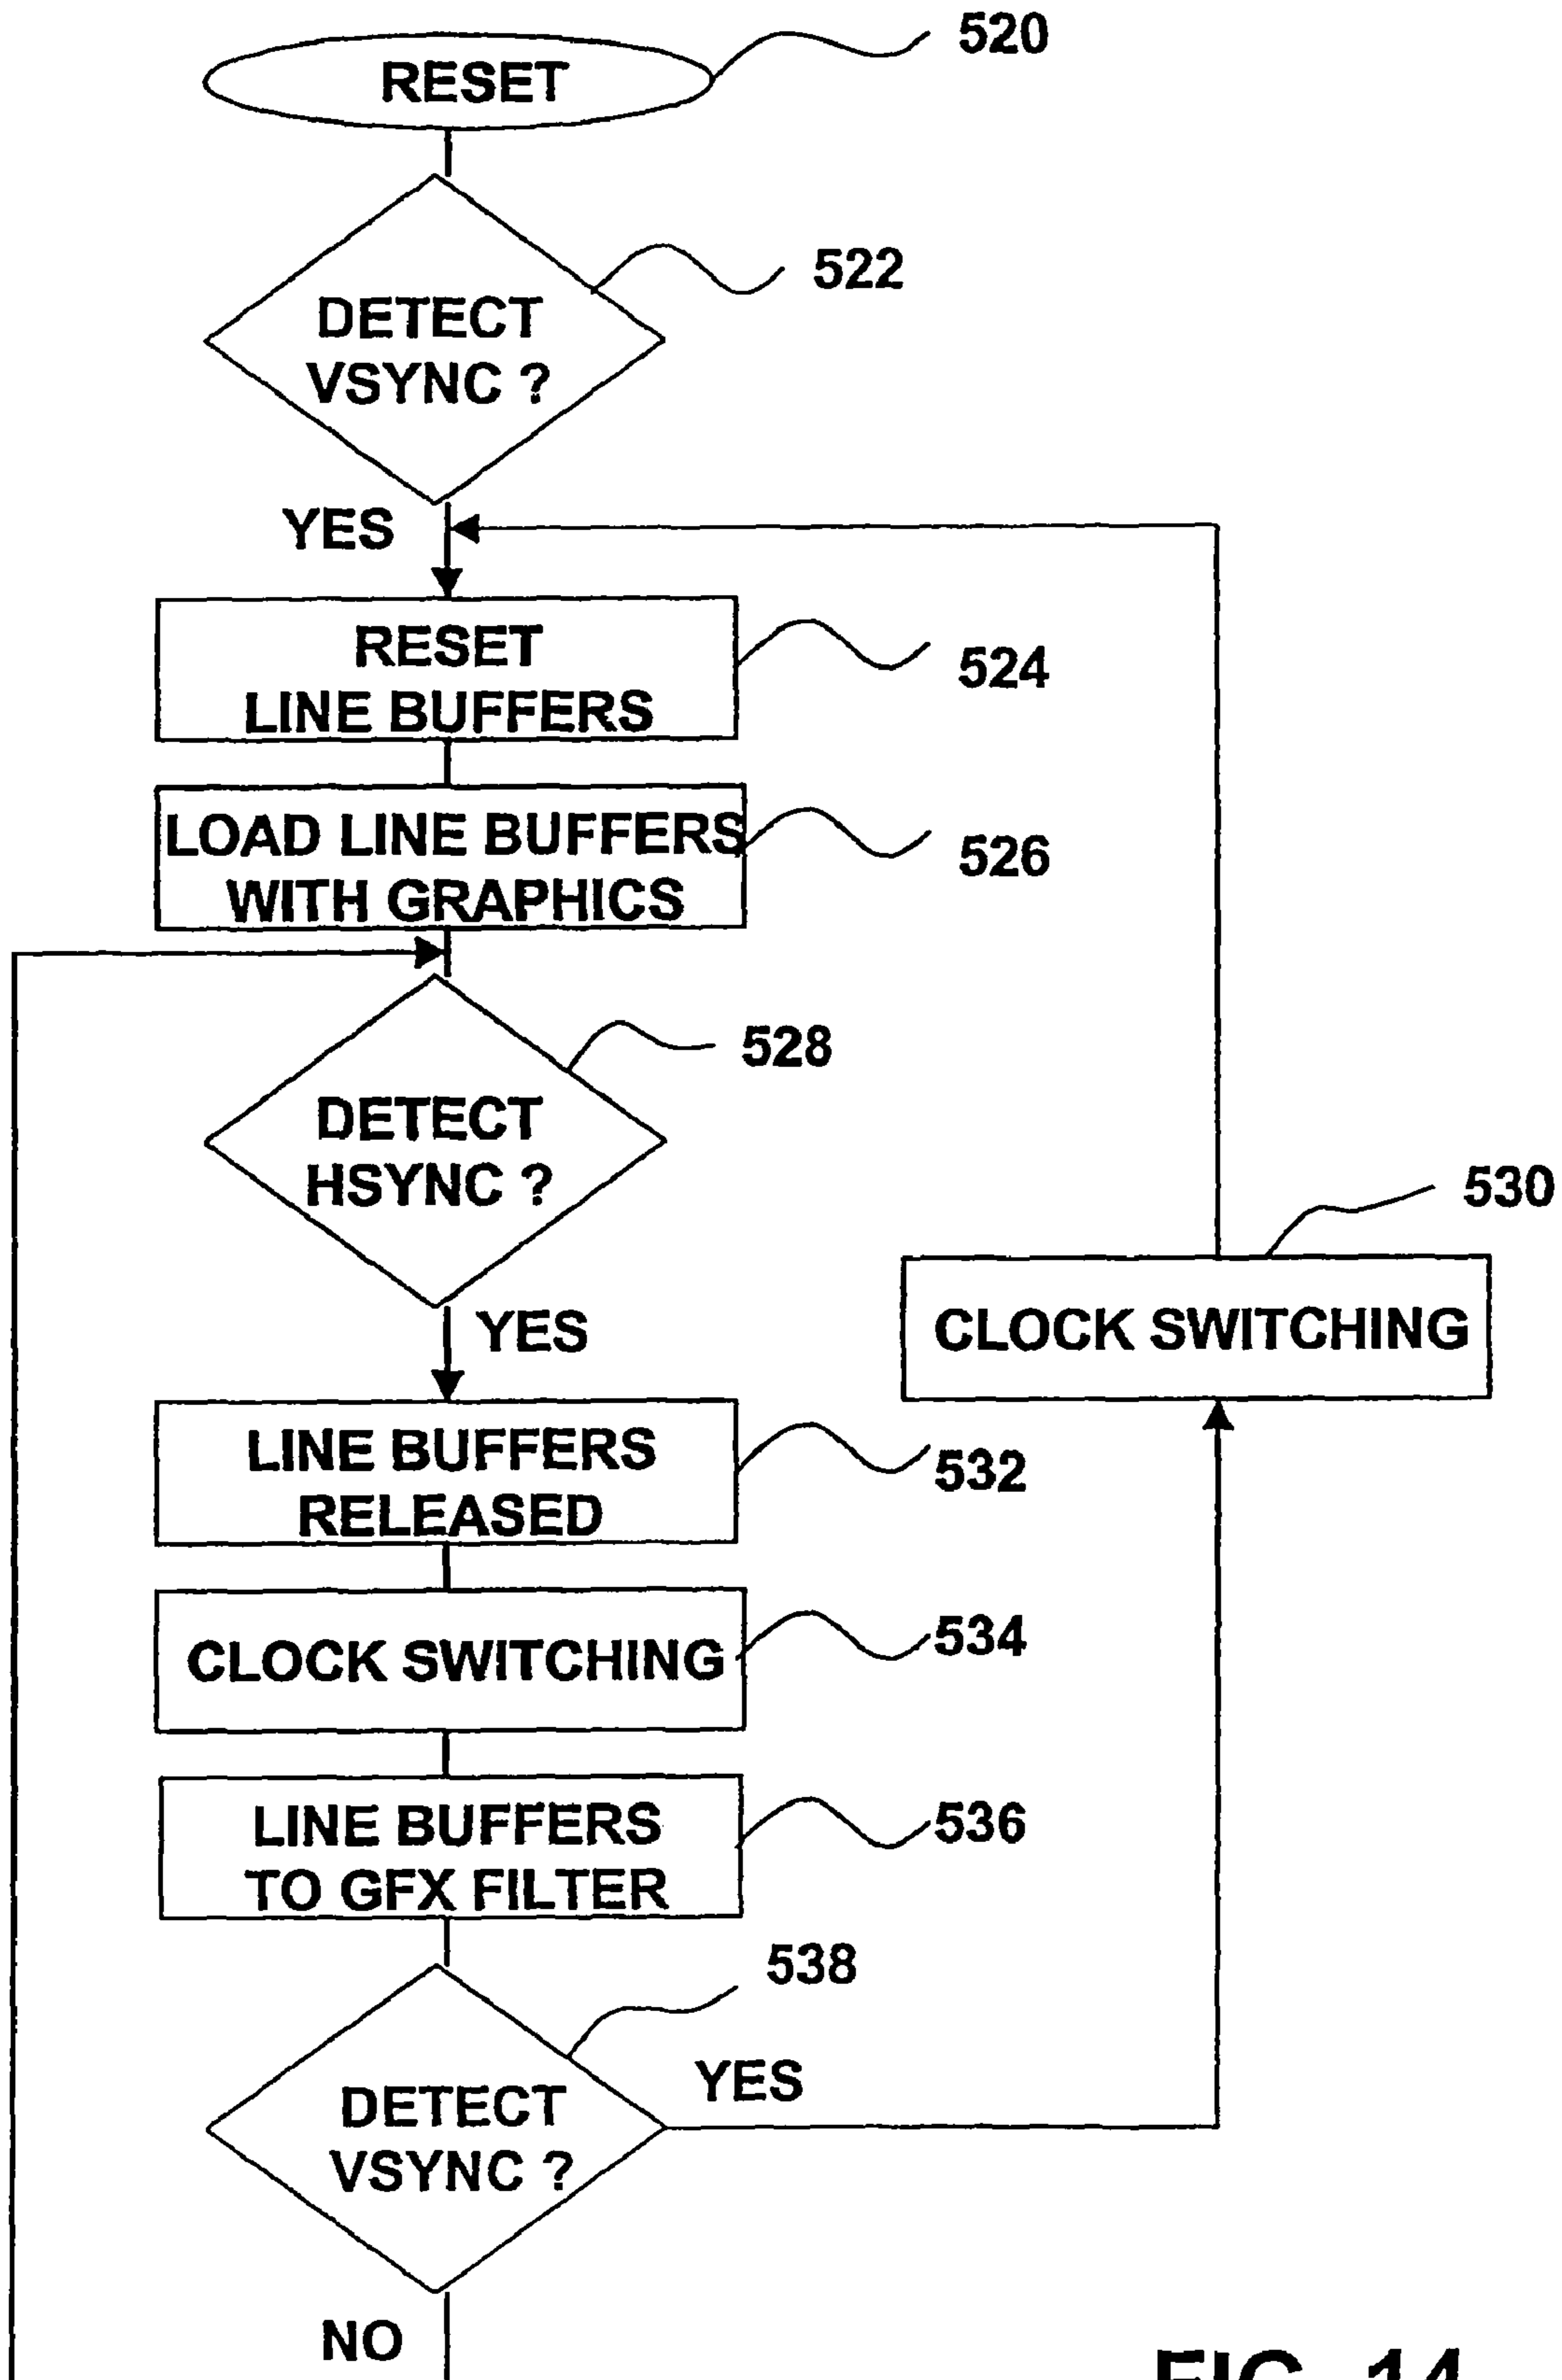 RESET
520
DETECT
VSYNC ?
522
YES
RESET
LINE BUFFERS
524
LOAD LINE BUFFERS
WITH GRAPHICS
526
DETECT
HSYNC ?
528
YES
CLOCK SWITCHING
530
LINE BUFFERS
RELEASED
532
CLOCK SWITCHING
534
LINE BUFFERS
TO GFX FILTER
536
DETECT
VSYNC ?
538
YES
NO
FIG. 14